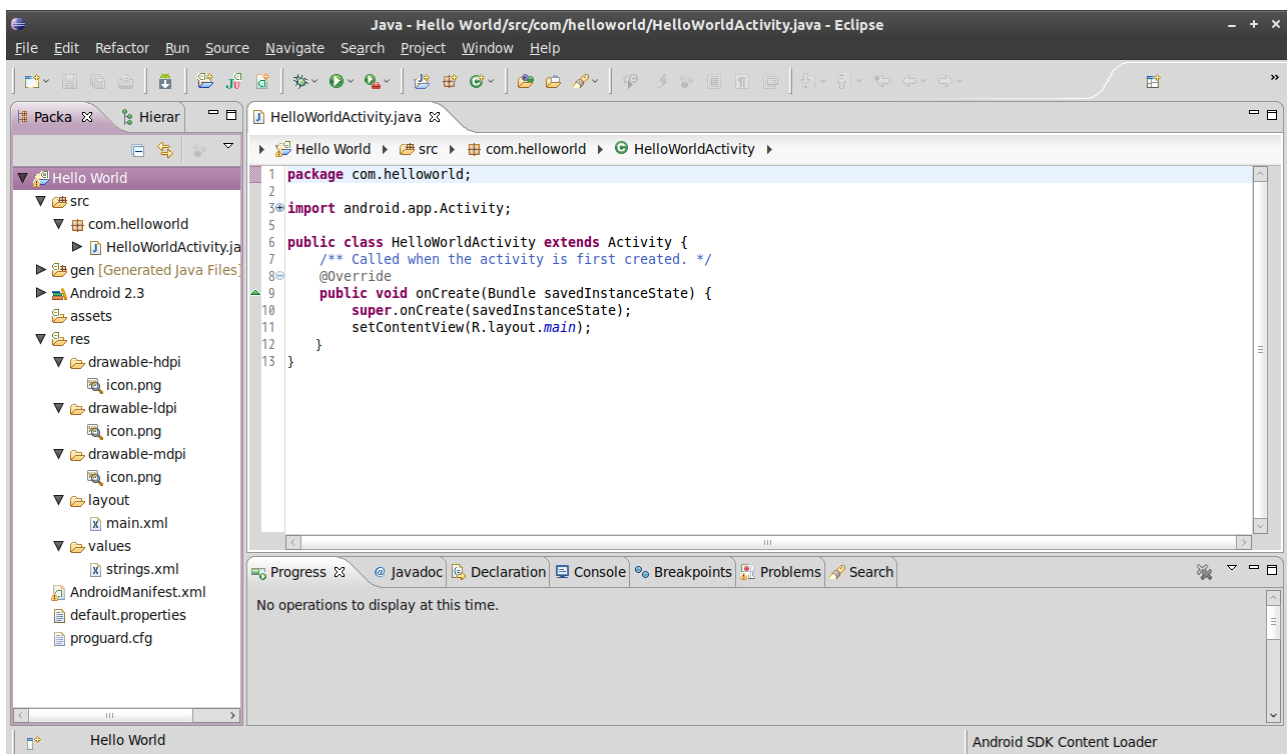 Java - Hello World/src/com/helloworld/HelloWorldActivity.java - Eclipse
File Edit Refactor Run Source Navigate Search Project Window Help
Packa Hierar
Hello World
src
com.helloworld
HelloWorldActivity.ja
gen [Generated Java Files]
Android 2.3
assets
res
drawable-hdpi
icon.png
drawable-ldpi
icon.png
drawable-mdpi
icon.png
layout
main.xml
values
strings.xml
AndroidManifest.xml
default.properties
proguard.cfg
HelloWorldActivity.java
Hello World src com.helloworld HelloWorldActivity
1 package com.helloworld;
2
3 import android.app.Activity;
5
6 public class HelloWorldActivity extends Activity {
7 /** Called when the activity is first created. */
8 @Override
9 public void onCreate(Bundle savedInstanceState) {
10 super.onCreate(savedInstanceState);
11 setContentView(R.layout.main);
12 }
13 }
Progress @ Javadoc Declaration Console Breakpoints Problems Search
No operations to display at this time.
Hello World
Android SDK Content Loader